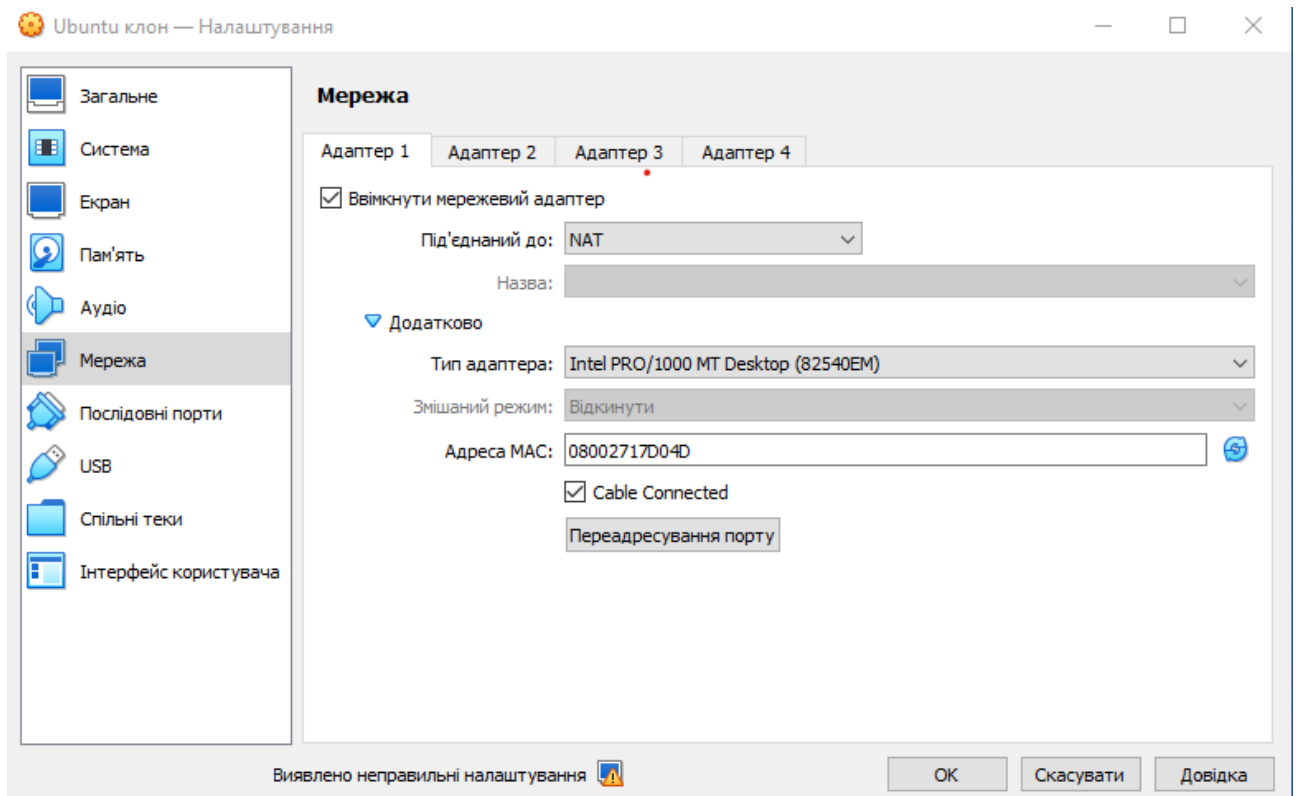 Ubuntu клон — Налаштування
Загальне
Система
Екран
Пам'ять
Аудіо
Мережа
Послідовні порти
USB
Спільні теки
Інтерфейс користувача
Мережа
Адаптер 1 Адаптер 2 Адаптер 3 Адаптер 4
Ввімкнути мережевий адаптер
Під'єднаний до: NAT
Назва:
Додатково
Тип адаптера: Intel PRO/1000 MT Desktop (82540EM)
Змішаний режим: Відкинути
Адреса MAC: 08002717D04D
Cable Connected
Переадресування порту
Виявлено неправильні налаштування
OK Скасувати Довідка